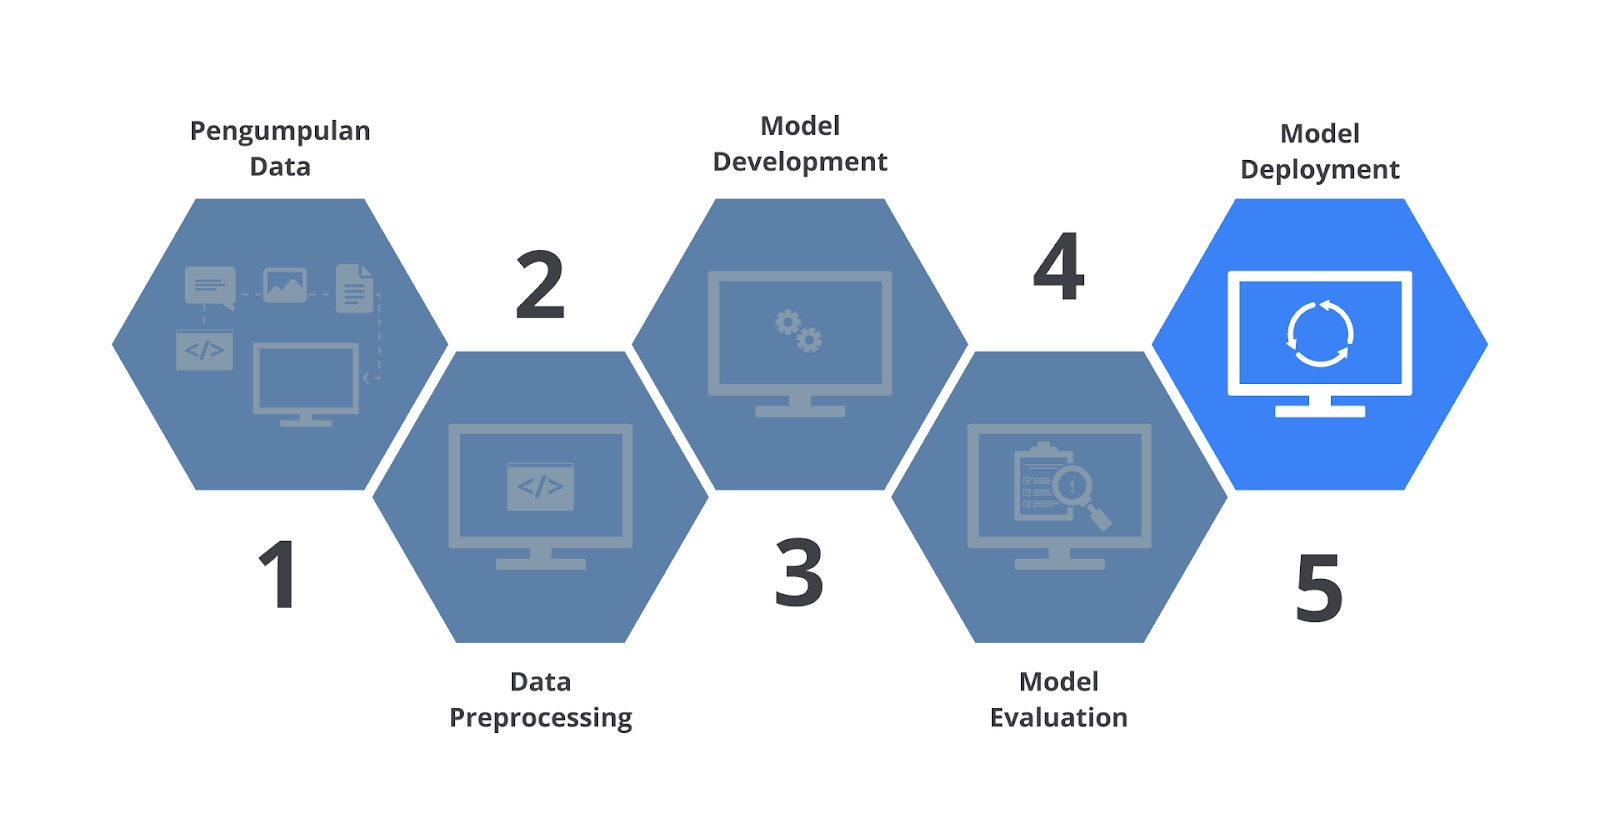 Pengumpulan
Data
1
2
Data
Preprocessing
Model
Development
3
4
Model
Evaluation
Model
Deployment
5